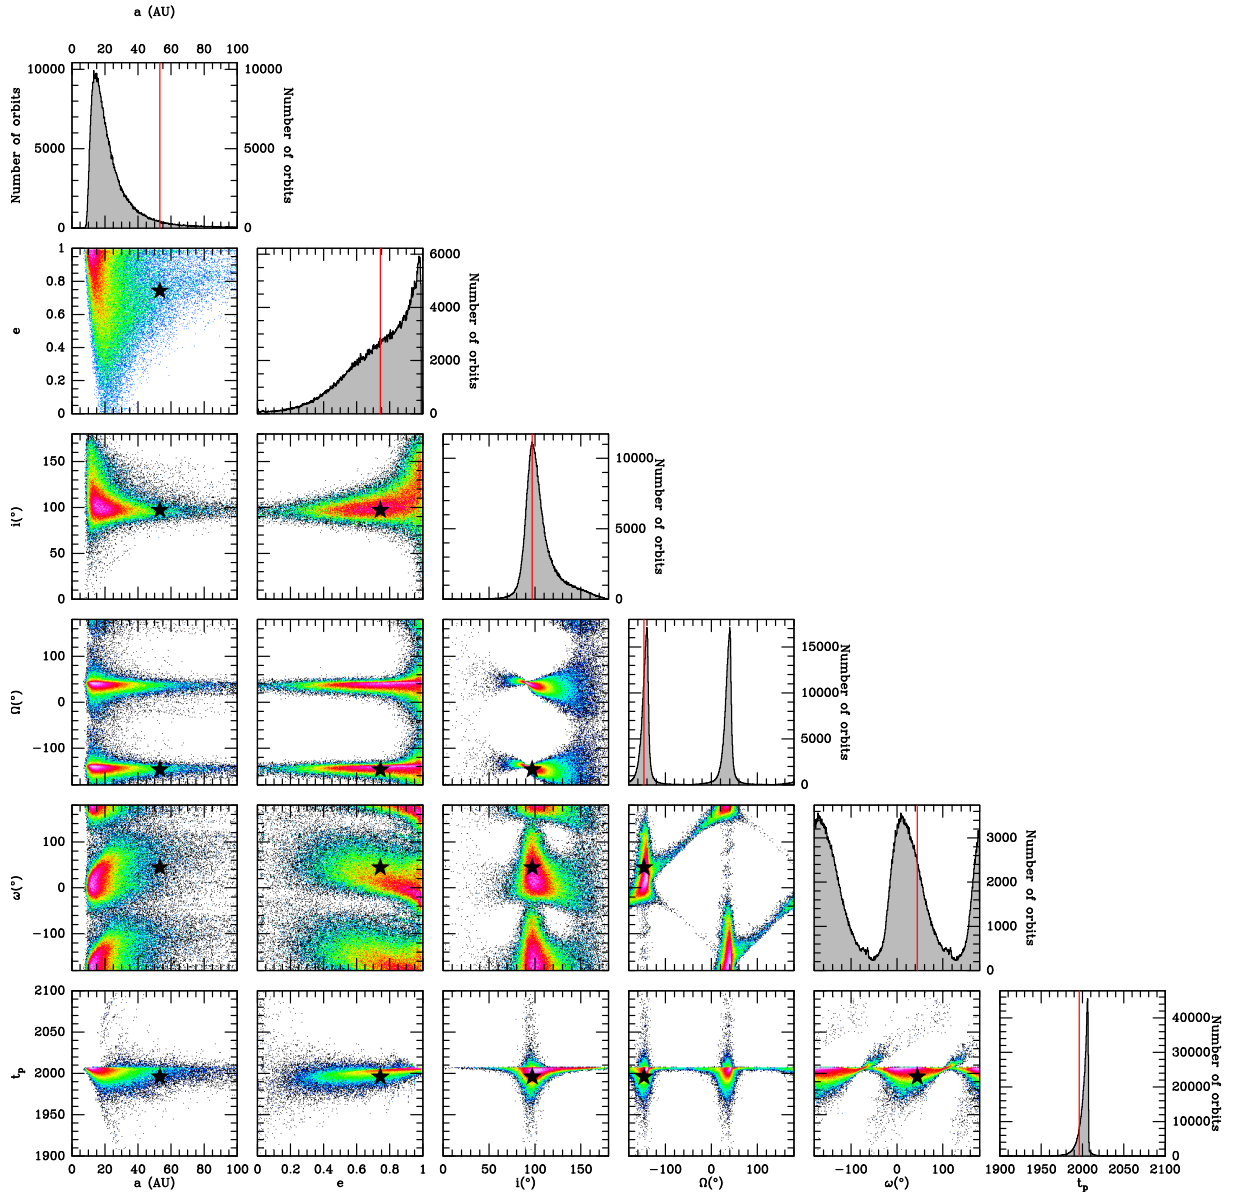 a (AU)
0 20 40 60 80 100
10000 10000
5000 5000
0 0
Number of orbits
Number of orbits
1 6000
0.8
0.6 4000
0.4
0.2 2000
0 0
e
Number of orbits
150
100 10000
50 5000
0 0
i(°)
Number of orbits
100 15000
0 10000
−100 5000
0
Ω(°)
Number of orbits
100 3000
0 2000
−100 1000
0
ω(°)
Number of orbits
2100
2050 40000
2000 30000
20000
1950 10000
1900 0
tp
Number of orbits
0 20 40 60 80 100 0 0.2 0.4 0.6 0.8 1 0 50 100 150 −100 0 100 −100 0 100 1900 1950 2000 2050 2100
a (AU) e i(°) Ω(°) ω(°) tp